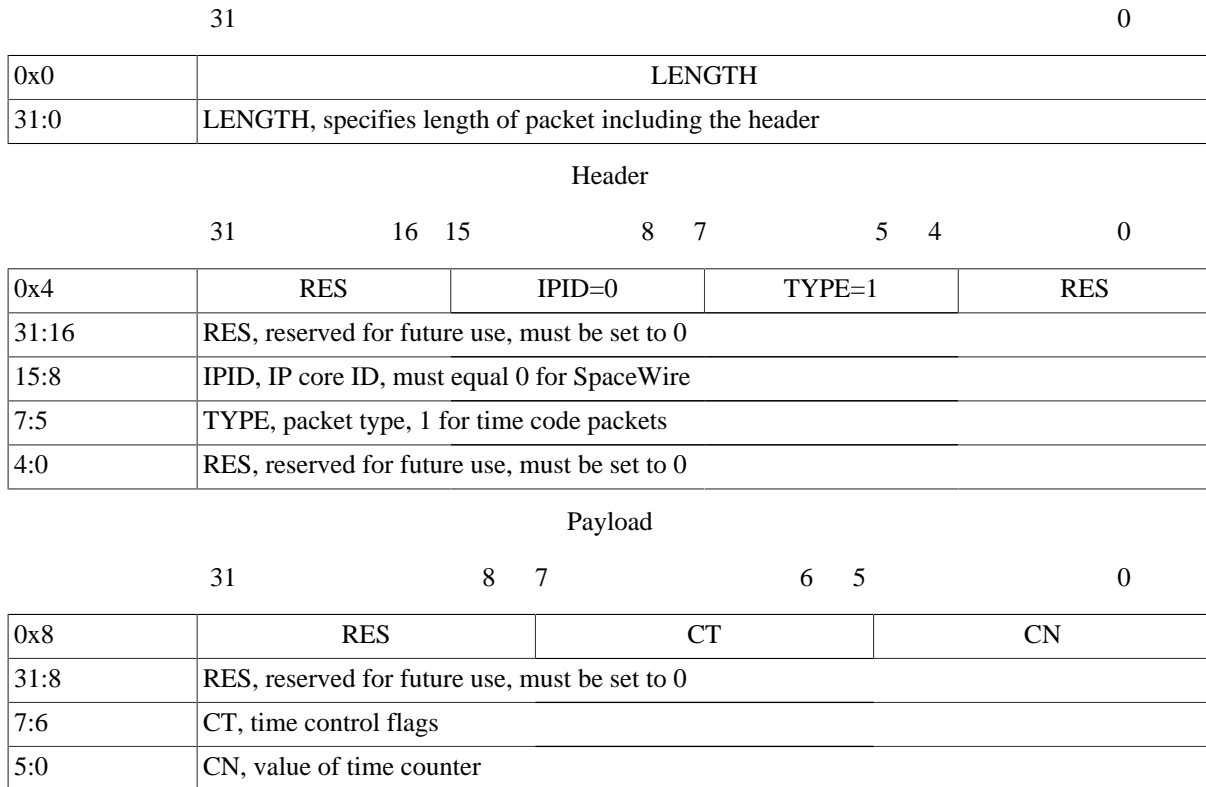 31 0
0x0 LENGTH
31:0 LENGTH, specifies length of packet including the header
Header
31 16 15 8 7 5 4 0
0x4 RES IPID=0 TYPE=1 RES
31:16 RES, reserved for future use, must be set to 0
15:8 IPID, IP core ID, must equal 0 for SpaceWire
7:5 TYPE, packet type, 1 for time code packets
4:0 RES, reserved for future use, must be set to 0
Payload
31 8 7 6 5 0
0x8 RES CT CN
31:8 RES, reserved for future use, must be set to 0
7:6 CT, time control flags
5:0 CN, value of time counter